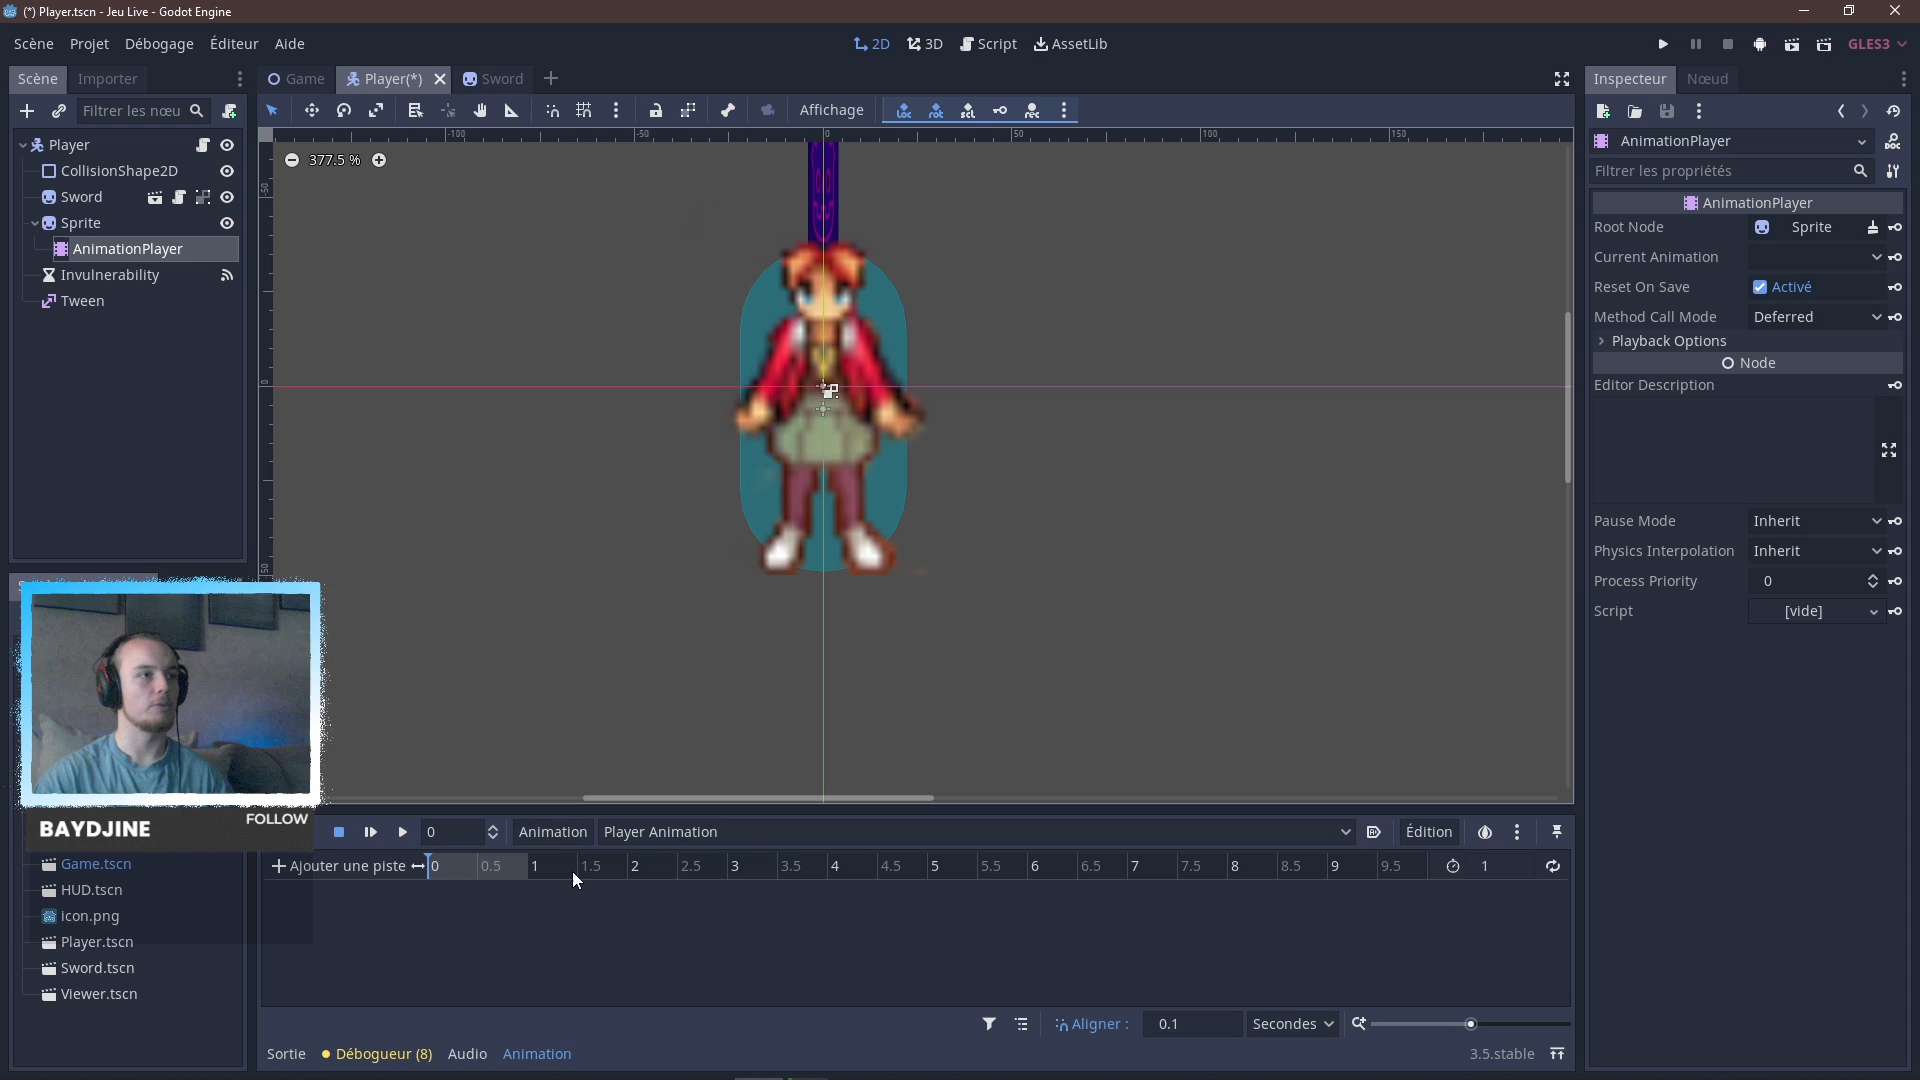 (*) Player.tscn - Jeu Live - Godot Engine
Scène Projet Débogage Éditeur Aide
2D 3D Script AssetLib
GLES3
Scène Importer
Game Player(*) Sword
Inspecteur Nœud
Filtrer les nœu
Affichage
Player
CollisionShape2D
Sword
Sprite
AnimationPlayer
Invulnerability
Tween
-100 -50 0 50 100 150
377.5 %
-50
0
50
AnimationPlayer
Filtrer les propriétés
AnimationPlayer
Root Node Sprite
Current Animation
Reset On Save Activé
Method Call Mode Deferred
Playback Options
Node
Editor Description
Pause Mode Inherit
Physics Interpolation Inherit
Process Priority 0
Script [vide]
BAYDJINE FOLLOW
Game.tscn
HUD.tscn
icon.png
Player.tscn
Sword.tscn
Viewer.tscn
0 Animation Player Animation Édition
Ajouter une piste 0 0.5 1 1.5 2 2.5 3 3.5 4 4.5 5 5.5 6 6.5 7 7.5 8 8.5 9 9.5 1
Aligner : 0.1 Secondes
Sortie Débogueur (8) Audio Animation 3.5.stable